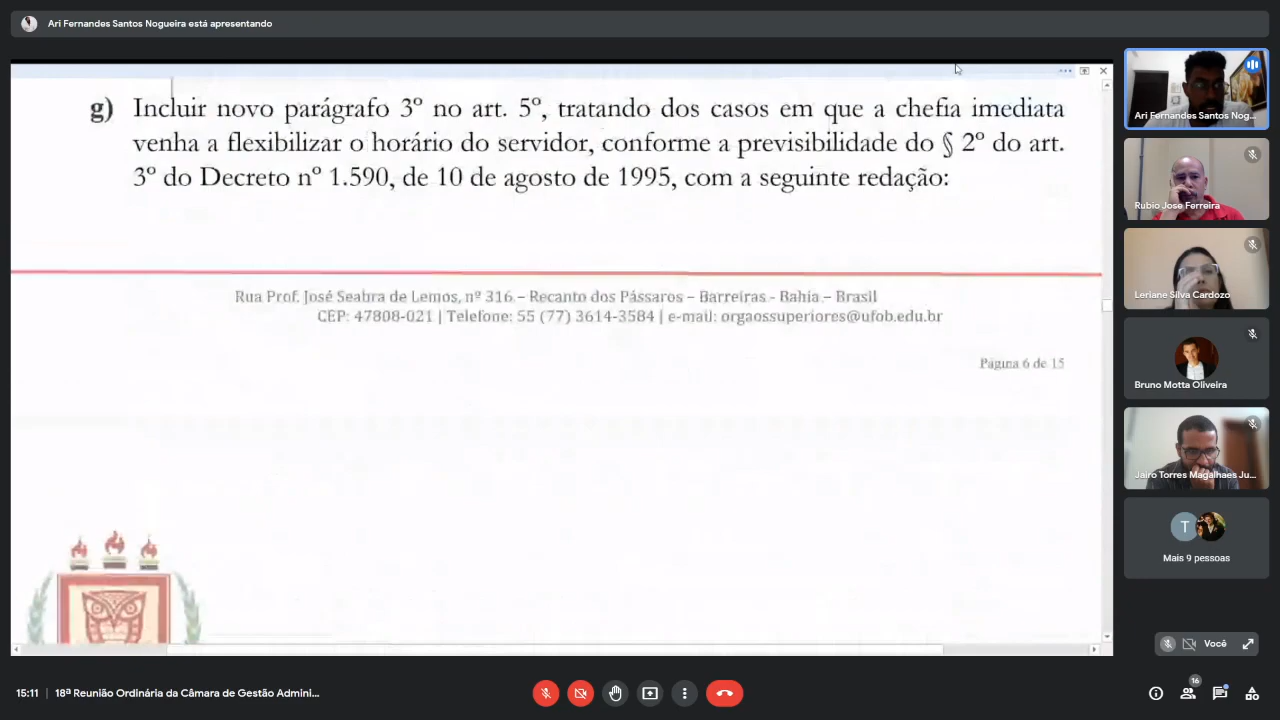 Ari Fernandes Santos Nogueira está apresentando
g) Incluir novo parágrafo 3º no art. 5º, tratando dos casos em que a chefia imediata
venha a flexibilizar o horário do servidor, conforme a previsibilidade do § 2º do art.
3º do Decreto nº 1.590, de 10 de agosto de 1995, com a seguinte redação:
Rua Prof. José Seabra de Lemos, nº 316 – Recanto dos Pássaros – Barreiras - Bahia – Brasil
CEP: 47808-021 | Telefone: 55 (77) 3614-3584 | e-mail: orgaossuperiores@ufob.edu.br
Página 6 de 15
Ari Fernandes Santos Nog...
Rubio Jose Ferreira
Leriane Silva Cardozo
Bruno Motta Oliveira
Jairo Torres Magalhaes Ju...
T
Mais 9 pessoas
Você
15:11 | 18ª Reunião Ordinária da Câmara de Gestão Admini...
16